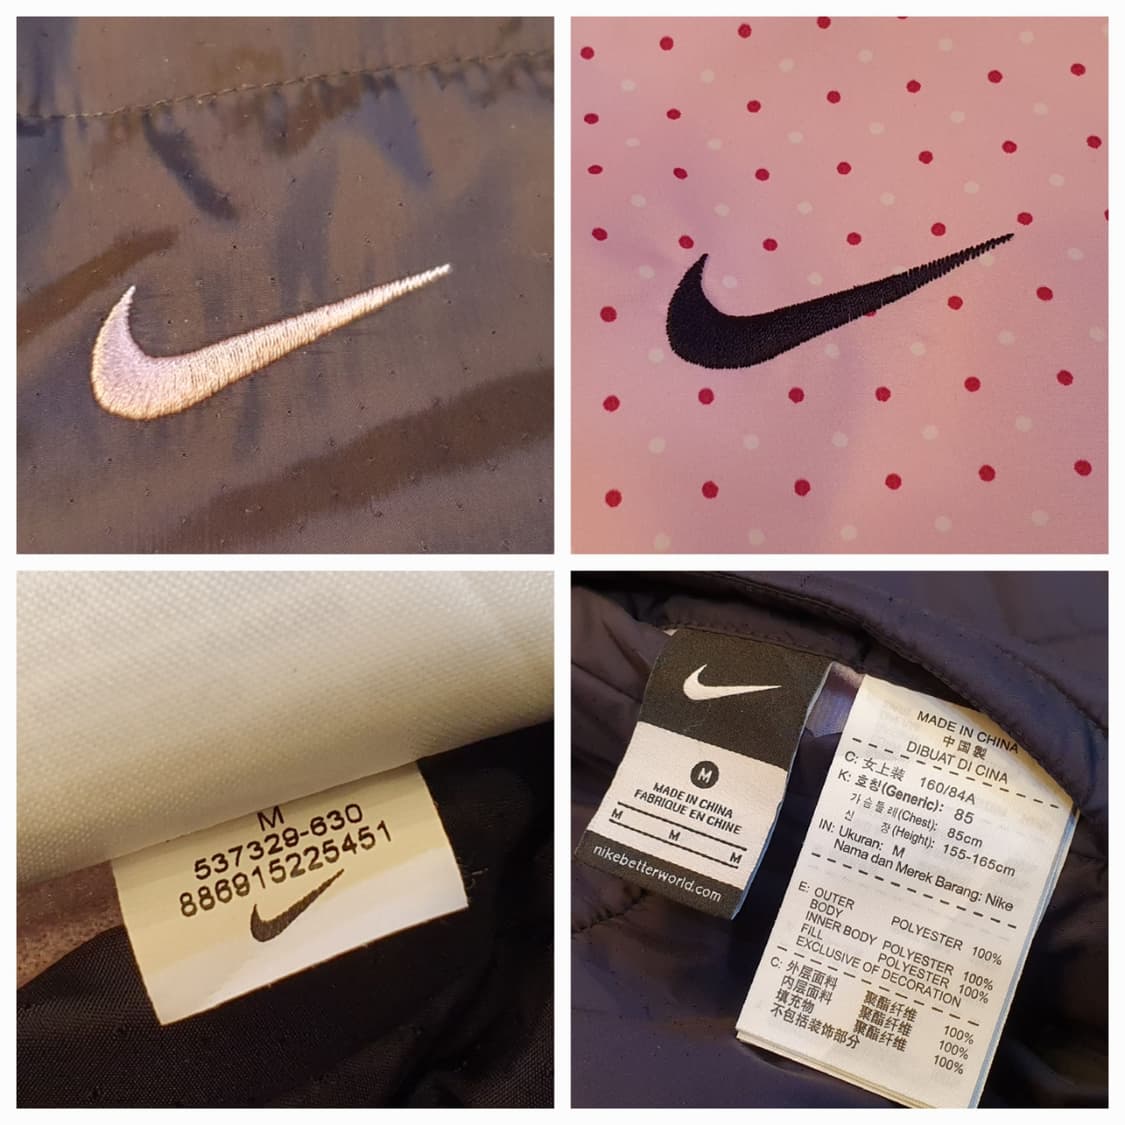 M
537329-630
886915225451
M
MADE IN CHINA
FABRIQUE EN CHINE
M
M
M
nikebetterworld.com
MADE IN CHINA
中国製
DIBUAT DI CINA
C: 女上装 160/84A
K: 호칭(Generic): 85
가슴둘레(Chest): 85cm
신 장(Height): 155-165cm
IN: Ukuran: M
Nama dan Merek Barang: Nike
E: OUTER
BODY POLYESTER 100%
INNER BODY POLYESTER 100%
FILL POLYESTER 100%
EXCLUSIVE OF DECORATION
C: 外层面料 聚酯纤维 100%
内层面料 聚酯纤维 100%
填充物 聚酯纤维 100%
不包括装饰部分